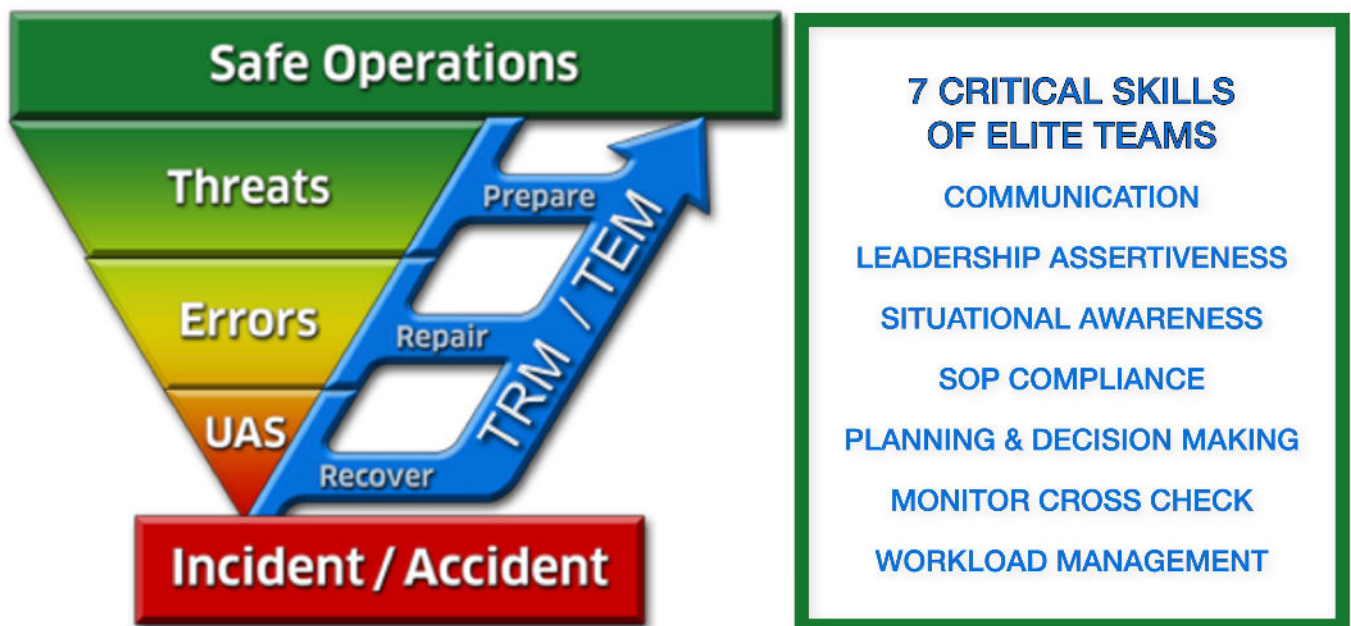 Safe Operations
Threats
Prepare
Errors
Repair
TRM / TEM
UAS
Recover
Incident / Accident
7 CRITICAL SKILLS
OF ELITE TEAMS
COMMUNICATION
LEADERSHIP ASSERTIVENESS
SITUATIONAL AWARENESS
SOP COMPLIANCE
PLANNING & DECISION MAKING
MONITOR CROSS CHECK
WORKLOAD MANAGEMENT